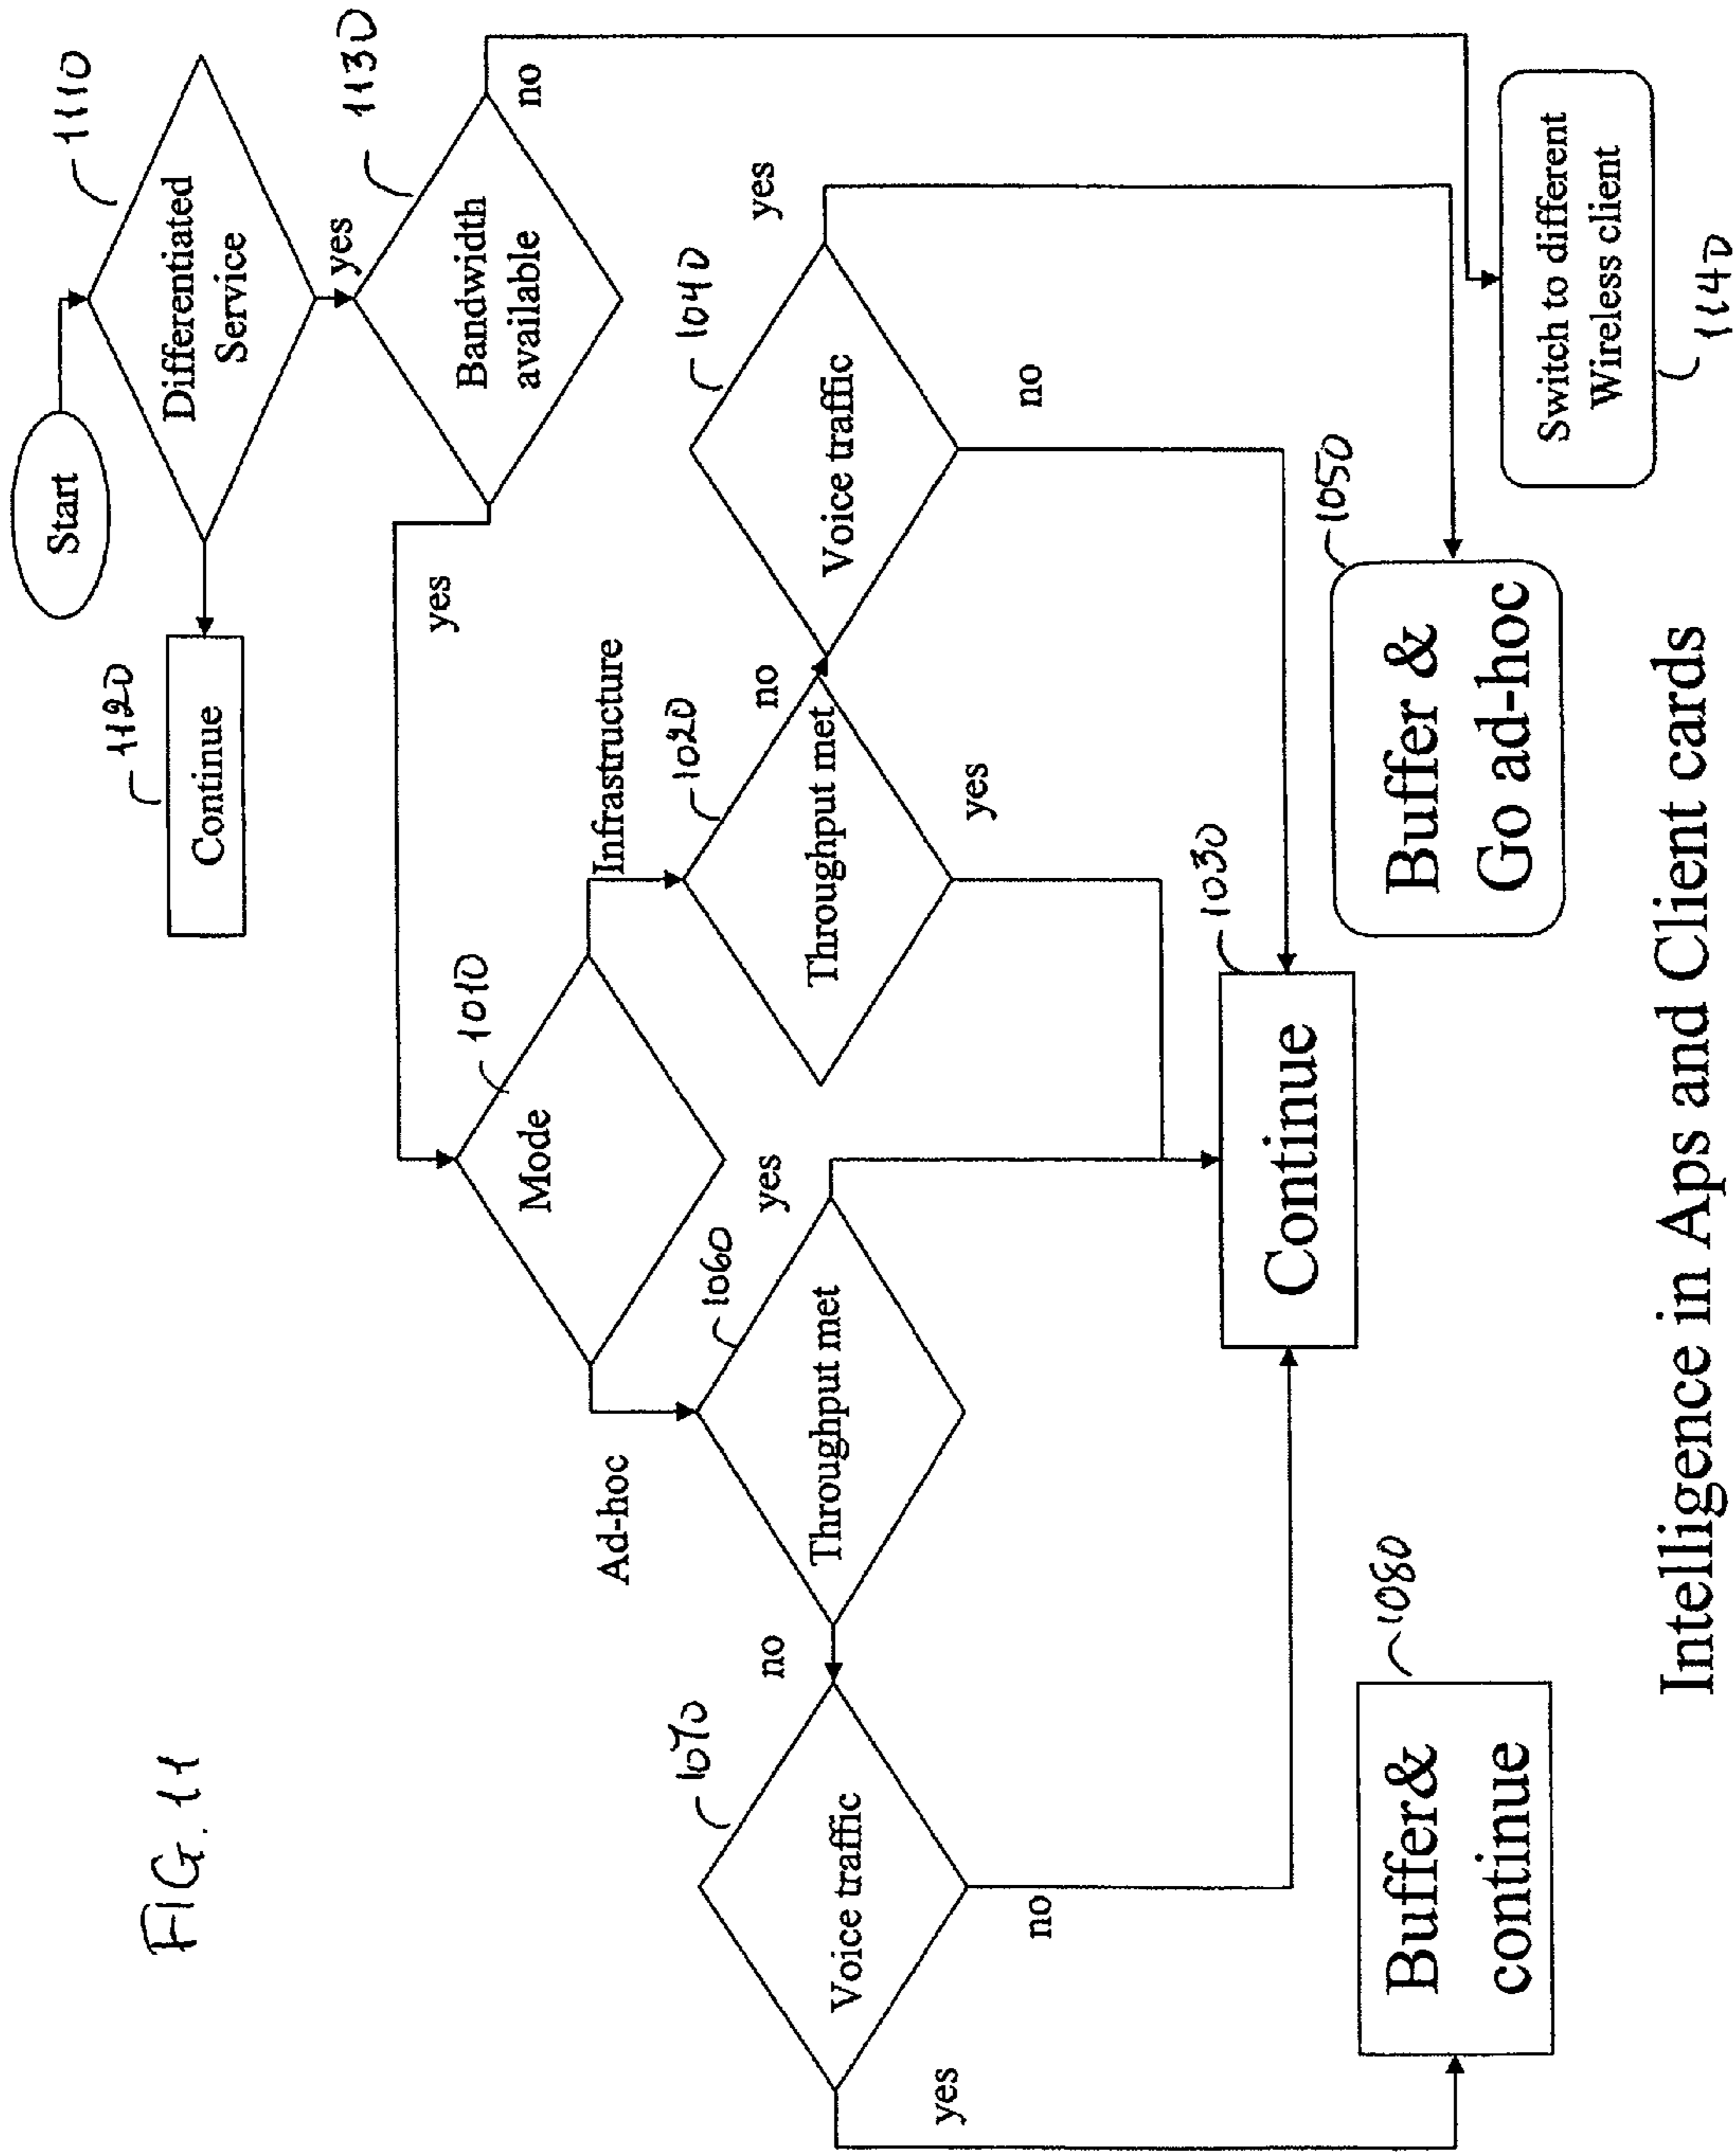 FIG. 11
Start
1110
Differentiated
Service
1120
Continue
yes
1130
Bandwidth
available
no
yes
1010
Mode
Ad-hoc
Infrastructure
1070
Voice traffic
no
1060
Throughput met
yes
1020
Throughput met
no
1040
Voice traffic
yes
yes
no
yes
no
1080
Buffer&
continue
1030
Continue
1050
Buffer &
Go ad-hoc
Switch to different
Wireless client
1140
Intelligence in Aps and Client cards